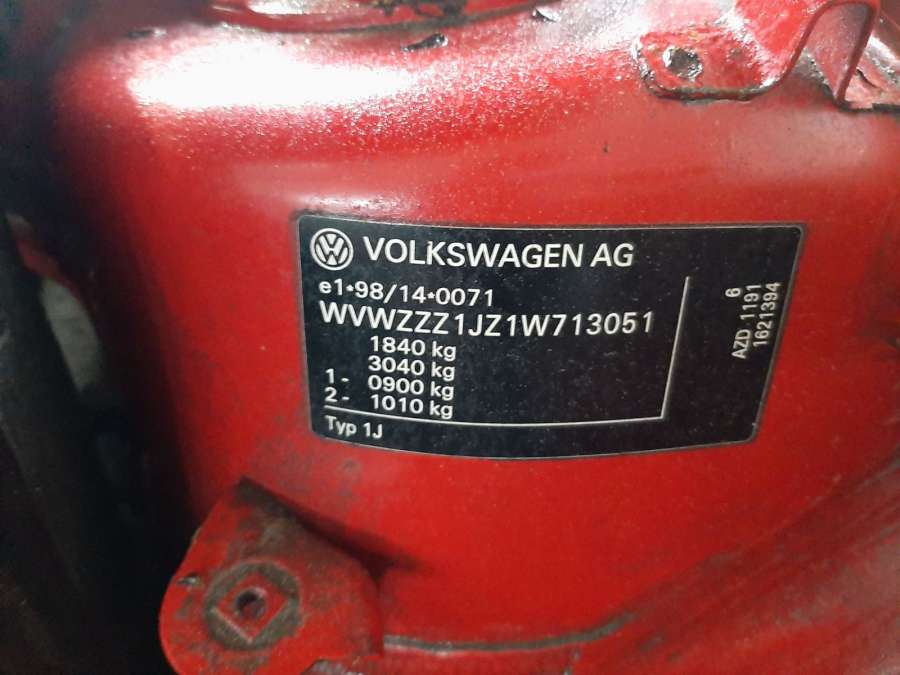 VOLKSWAGEN AG
e1*98/14*0071
WVWZZZ1JZ1W713051
1840 kg
3040 kg
1 - 0900 kg
2 - 1010 kg
Typ 1J
6
AZD 1191
1621394